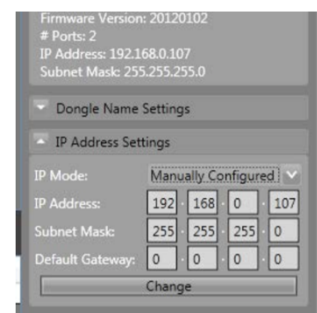 Firmware Version: 20120102
# Ports: 2
IP Address: 192.168.0.107
Subnet Mask: 255.255.255.0
Dongle Name Settings
IP Address Settings
IP Mode: Manually Configured
IP Address: 192 . 168 . 0 . 107
Subnet Mask: 255 . 255 . 255 . 0
Default Gateway: 0 . 0 . 0 . 0
Change